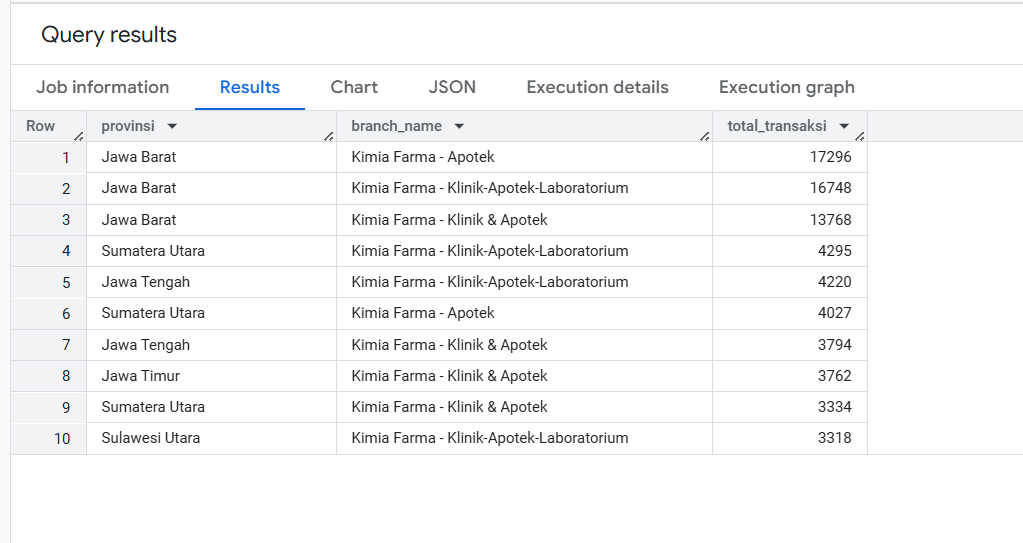 Query results
Job information Results Chart JSON Execution details Execution graph
Row provinsi branch_name total_transaksi
1 Jawa Barat Kimia Farma - Apotek 17296
2 Jawa Barat Kimia Farma - Klinik-Apotek-Laboratorium 16748
3 Jawa Barat Kimia Farma - Klinik & Apotek 13768
4 Sumatera Utara Kimia Farma - Klinik-Apotek-Laboratorium 4295
5 Jawa Tengah Kimia Farma - Klinik-Apotek-Laboratorium 4220
6 Sumatera Utara Kimia Farma - Apotek 4027
7 Jawa Tengah Kimia Farma - Klinik & Apotek 3794
8 Jawa Timur Kimia Farma - Klinik & Apotek 3762
9 Sumatera Utara Kimia Farma - Klinik & Apotek 3334
10 Sulawesi Utara Kimia Farma - Klinik-Apotek-Laboratorium 3318